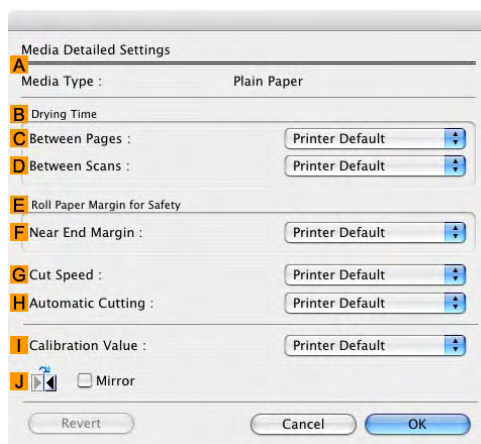 Media Detailed Settings
A
Media Type : Plain Paper
B Drying Time
C Between Pages : Printer Default
D Between Scans : Printer Default
E Roll Paper Margin for Safety
F Near End Margin : Printer Default
G Cut Speed : Printer Default
H Automatic Cutting : Printer Default
I Calibration Value : Printer Default
J Mirror
Revert Cancel OK